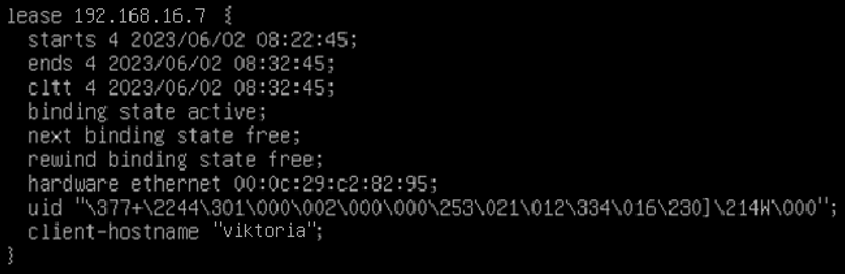 lease 192.168.16.7 {
starts 4 2023/06/02 08:22:45;
ends 4 2023/06/02 08:32:45;
cltt 4 2023/06/02 08:32:45;
binding state active;
next binding state free;
rewind binding state free;
hardware ethernet 00:0c:29:c2:82:95;
uid "\377+\2244\301\000\002\000\000\253\021\012\334\016\230]\214W\000";
client-hostname "viktoria";
}